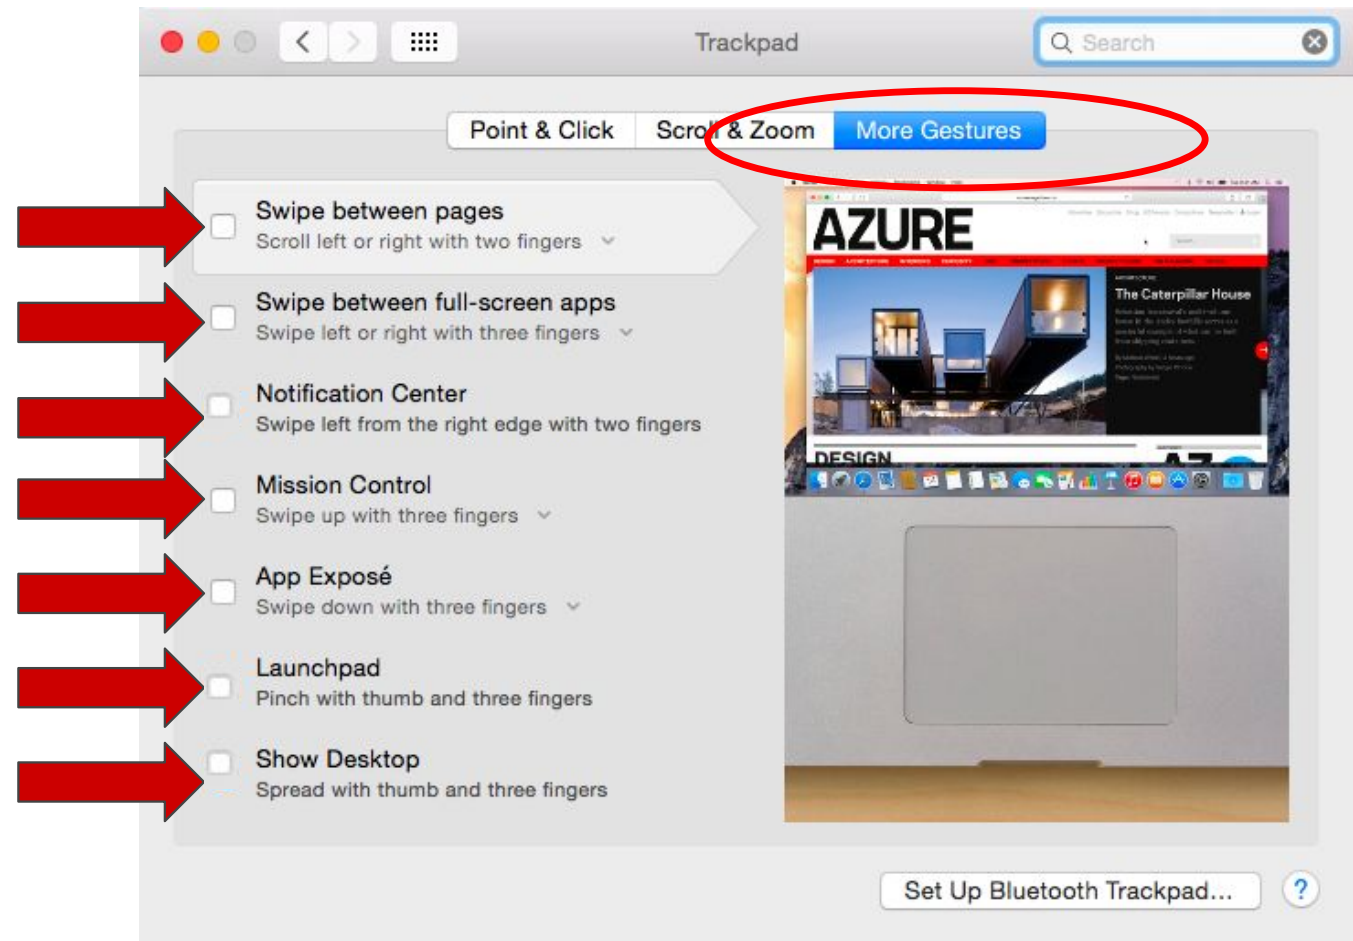 Trackpad
Search
Point & Click
Scroll & Zoom
More Gestures
Swipe between pages
Scroll left or right with two fingers
Swipe between full-screen apps
Swipe left or right with three fingers
Notification Center
Swipe left from the right edge with two fingers
Mission Control
Swipe up with three fingers
App Exposé
Swipe down with three fingers
Launchpad
Pinch with thumb and three fingers
Show Desktop
Spread with thumb and three fingers
AZURE
The Caterpillar House
DESIGN
AZ
Set Up Bluetooth Trackpad...
?